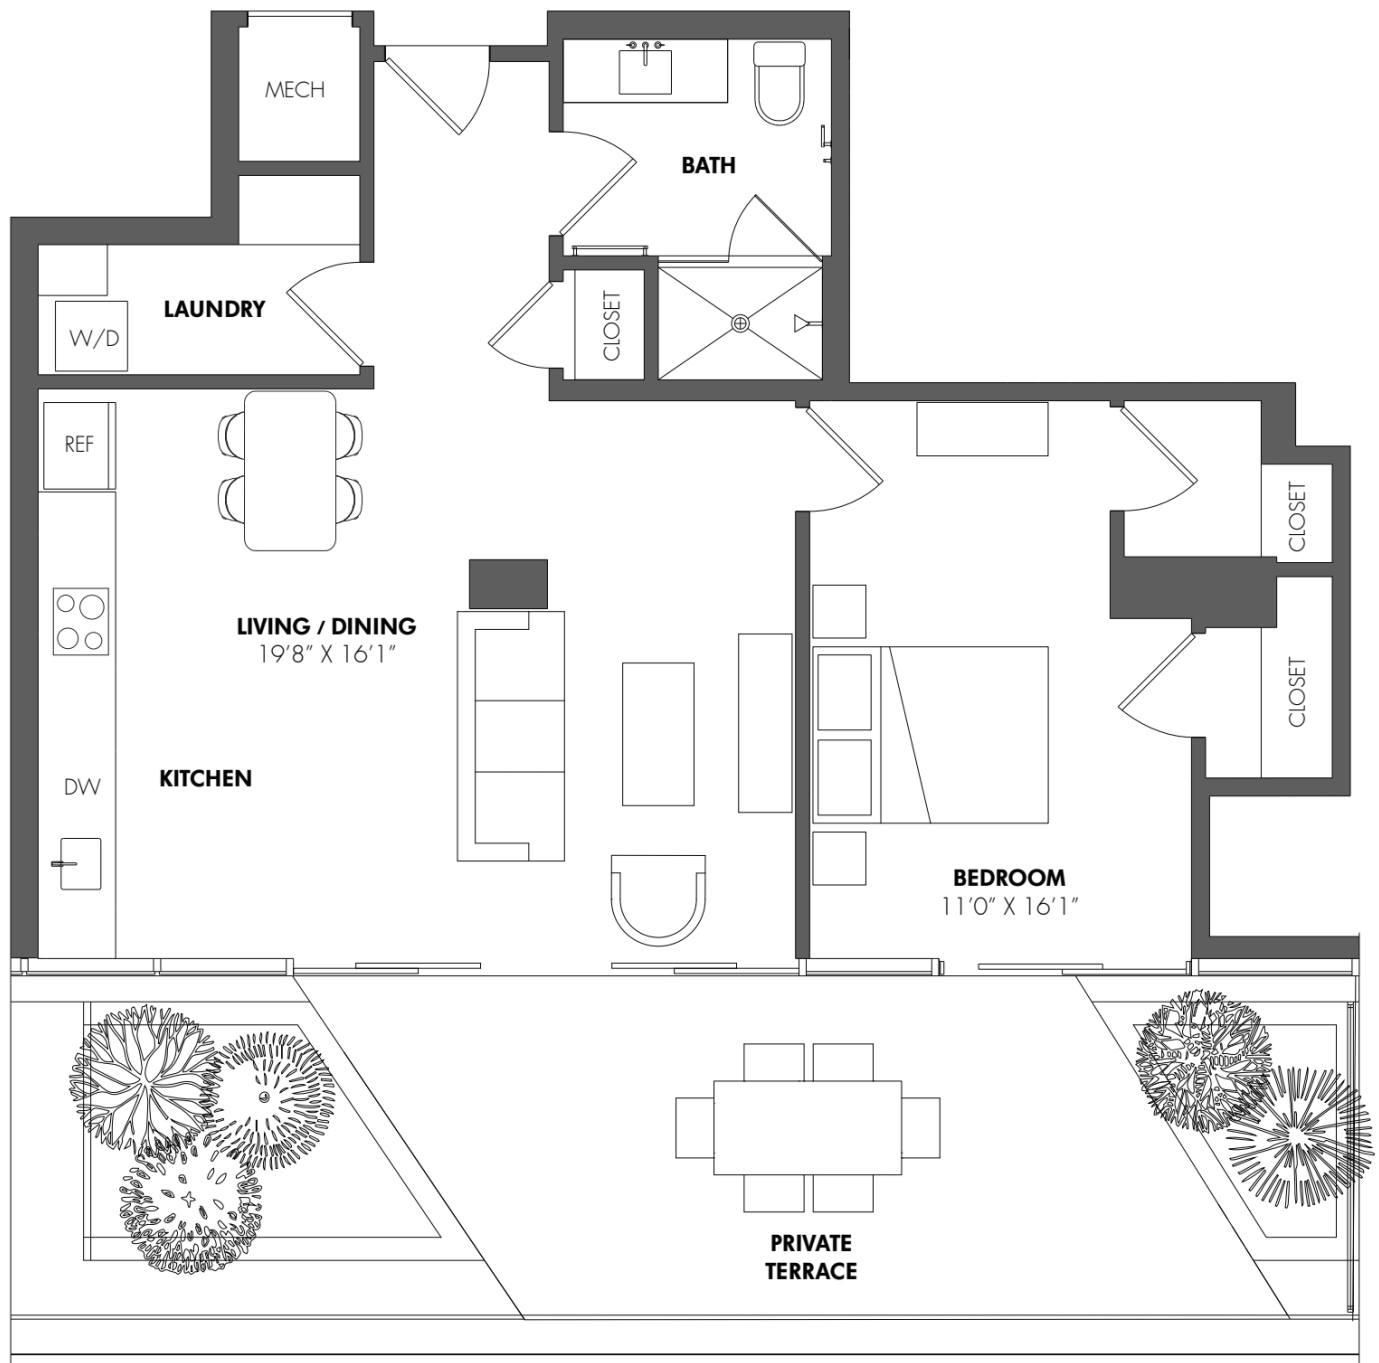 MECH
BATH
LAUNDRY
W/D
CLOSET
REF
CLOSET
LIVING / DINING
19'8" X 16'1"
CLOSET
KITCHEN
DW
BEDROOM
11'0" X 16'1"
PRIVATE
TERRACE